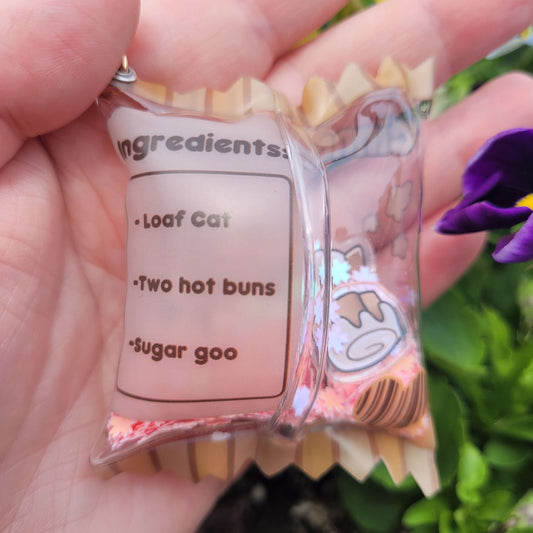 Ingredients:
•Loaf cat
•Two hot buns
•Sugar goo